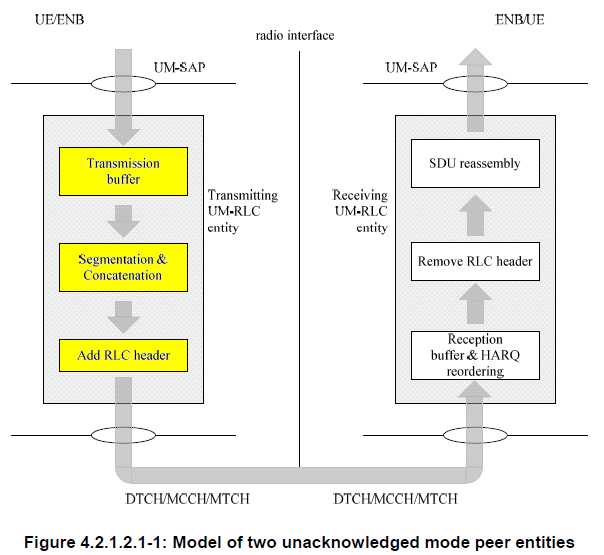 UE/ENB
ENB/UE
radio interface
UM-SAP
UM-SAP
Transmission
buffer
Segmentation &
Concatenation
Add RLC header
Transmitting
UM-RLC
entity
Receiving
UM-RLC
entity
SDU reassembly
Remove RLC header
Reception
buffer & HARQ
reordering
DTCH/MCCH/MTCH
DTCH/MCCH/MTCH
Figure 4.2.1.2.1-1: Model of two unacknowledged mode peer entities